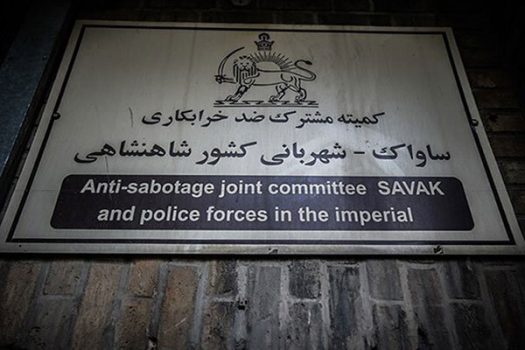 کمیته مشترک ضد خرابکاری
ساواک - شهربانی کشور شاهنشاهی
Anti-sabotage joint committee SAVAK
and police forces in the imperial